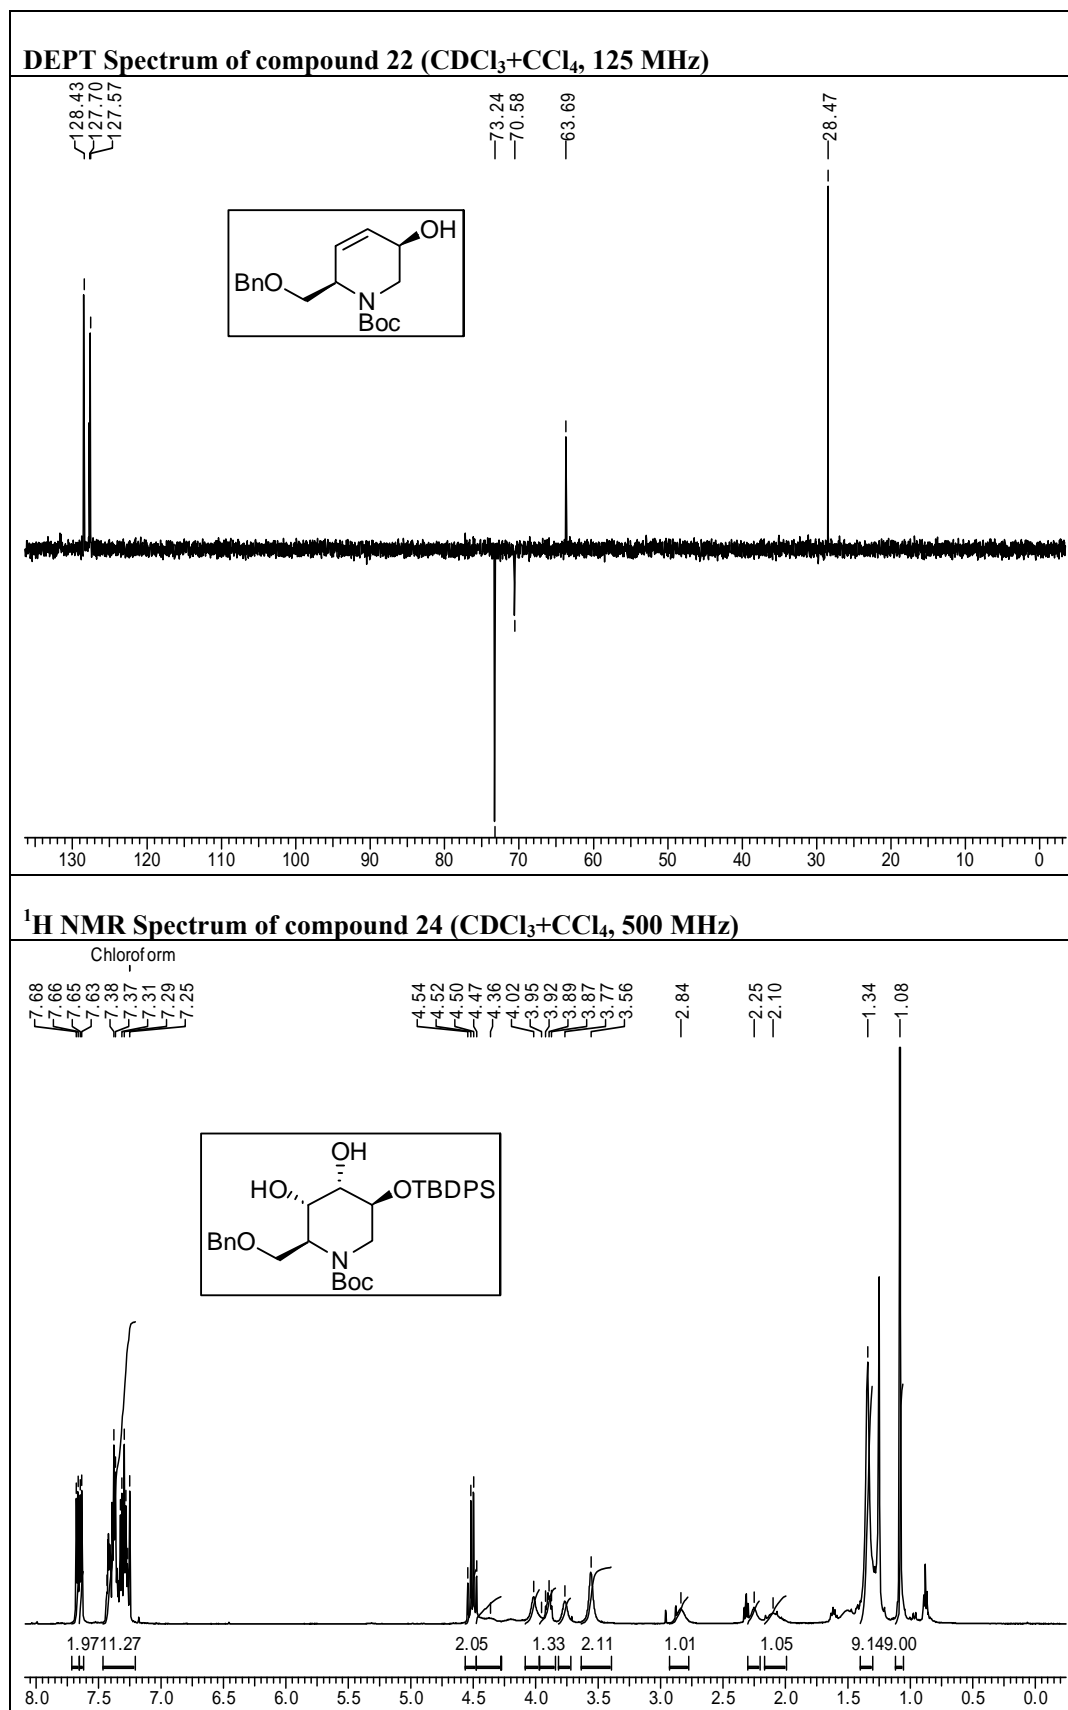 DEPT Spectrum of compound 22 (CDCl3+CCl4, 125 MHz)
128.43
127.70
127.57
73.24
70.58
63.69
28.47
OH
BnO
N
Boc
130 120 110 100 90 80 70 60 50 40 30 20 10 0
1H NMR Spectrum of compound 24 (CDCl3+CCl4, 500 MHz)
Chloroform
7.68
7.66
7.65
7.63
7.38
7.37
7.31
7.29
7.25
4.54
4.52
4.50
4.47
4.36
4.02
3.95
3.92
3.89
3.87
3.77
3.56
2.84
2.25
2.10
1.34
1.08
OH
HO
OTBDPS
BnO
N
Boc
1.9711.27 2.05 1.33 2.11 1.01 1.05 9.149.00
8.0 7.5 7.0 6.5 6.0 5.5 5.0 4.5 4.0 3.5 3.0 2.5 2.0 1.5 1.0 0.5 0.0